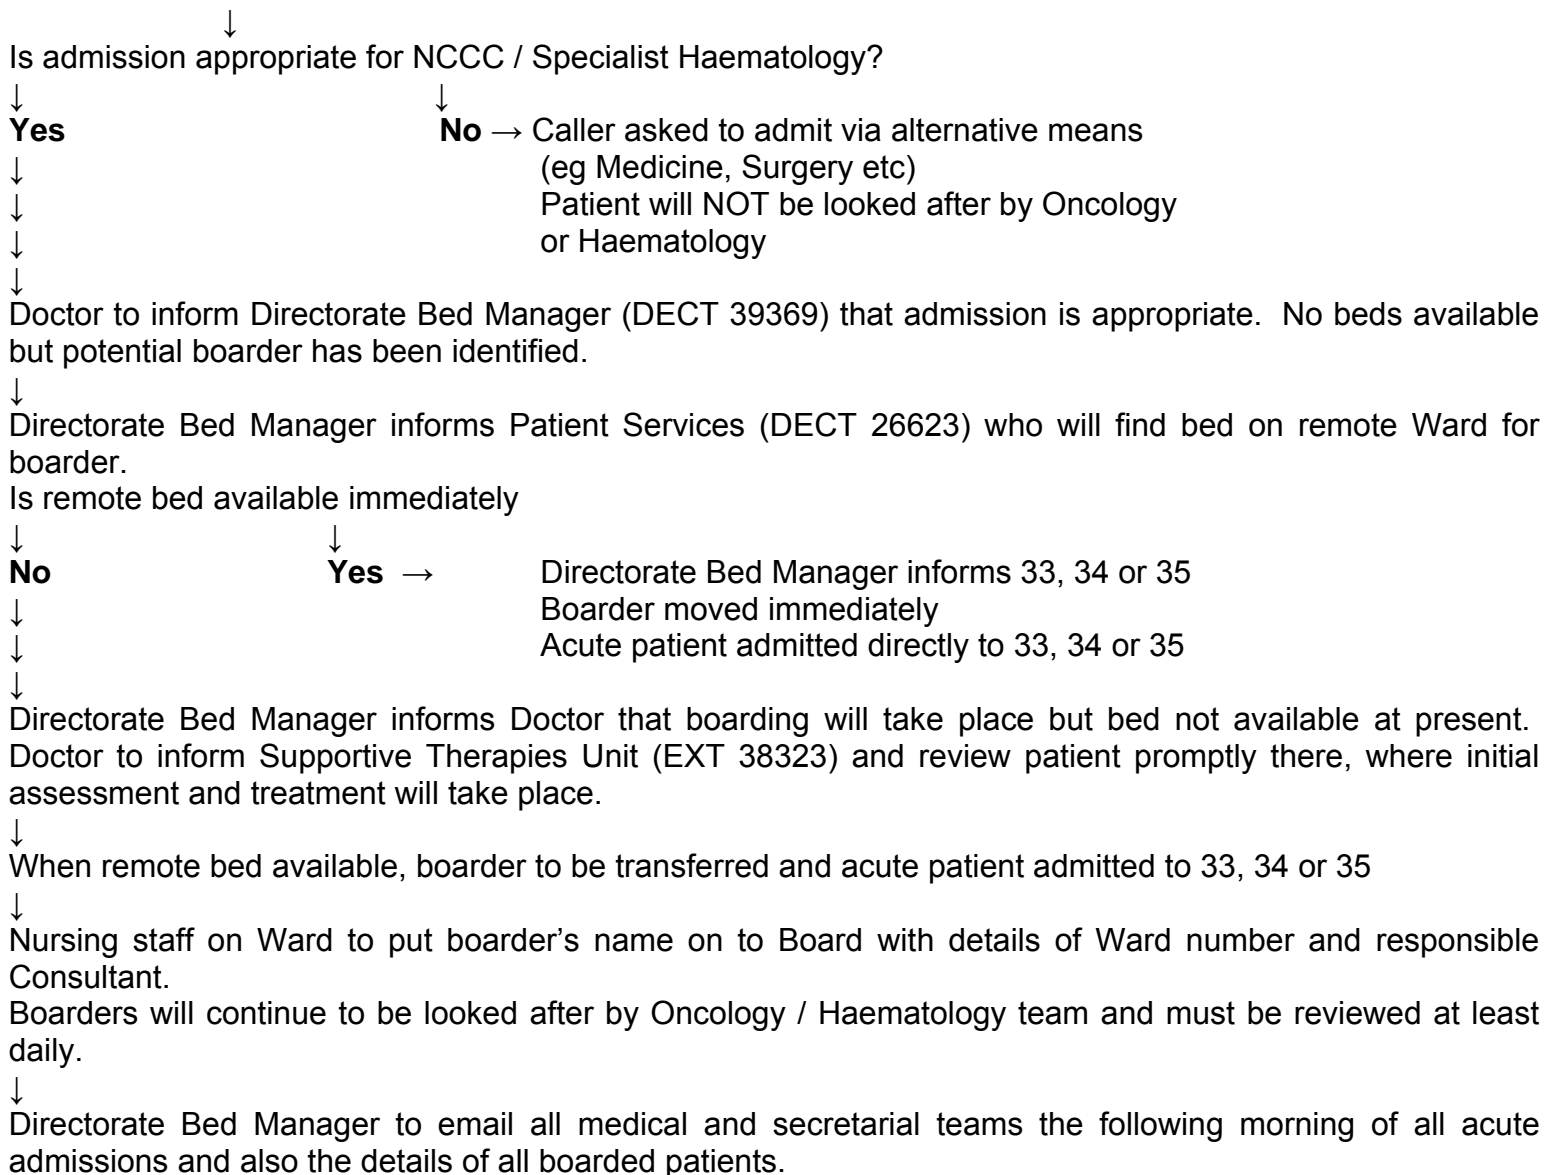 ↓
Is admission appropriate for NCCC / Specialist Haematology?
↓ ↓
Yes No → Caller asked to admit via alternative means
↓ (eg Medicine, Surgery etc)
↓ Patient will NOT be looked after by Oncology
↓ or Haematology
↓
Doctor to inform Directorate Bed Manager (DECT 39369) that admission is appropriate. No beds available
but potential boarder has been identified.
↓
Directorate Bed Manager informs Patient Services (DECT 26623) who will find bed on remote Ward for
boarder.
Is remote bed available immediately
↓ ↓
No Yes → Directorate Bed Manager informs 33, 34 or 35
↓ Boarder moved immediately
↓ Acute patient admitted directly to 33, 34 or 35
↓
Directorate Bed Manager informs Doctor that boarding will take place but bed not available at present.
Doctor to inform Supportive Therapies Unit (EXT 38323) and review patient promptly there, where initial
assessment and treatment will take place.
↓
When remote bed available, boarder to be transferred and acute patient admitted to 33, 34 or 35
↓
Nursing staff on Ward to put boarder’s name on to Board with details of Ward number and responsible
Consultant.
Boarders will continue to be looked after by Oncology / Haematology team and must be reviewed at least
daily.
↓
Directorate Bed Manager to email all medical and secretarial teams the following morning of all acute
admissions and also the details of all boarded patients.